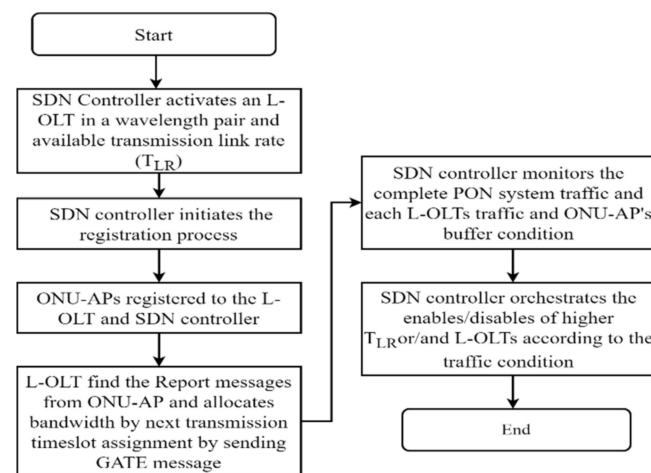 Start
SDN Controller activates an L-
OLT in a wavelength pair and
available transmission link rate
(TLR)
SDN controller initiates the
registration process
ONU-APs registered to the L-
OLT and SDN controller
L-OLT find the Report messages
from ONU-AP and allocates
bandwidth by next transmission
timeslot assignment by sending
GATE message
SDN controller monitors the
complete PON system traffic and
each L-OLTs traffic and ONU-AP's
buffer condition
SDN controller orchestrates the
enables/disables of higher
TLRor/and L-OLTs according to the
traffic condition
End